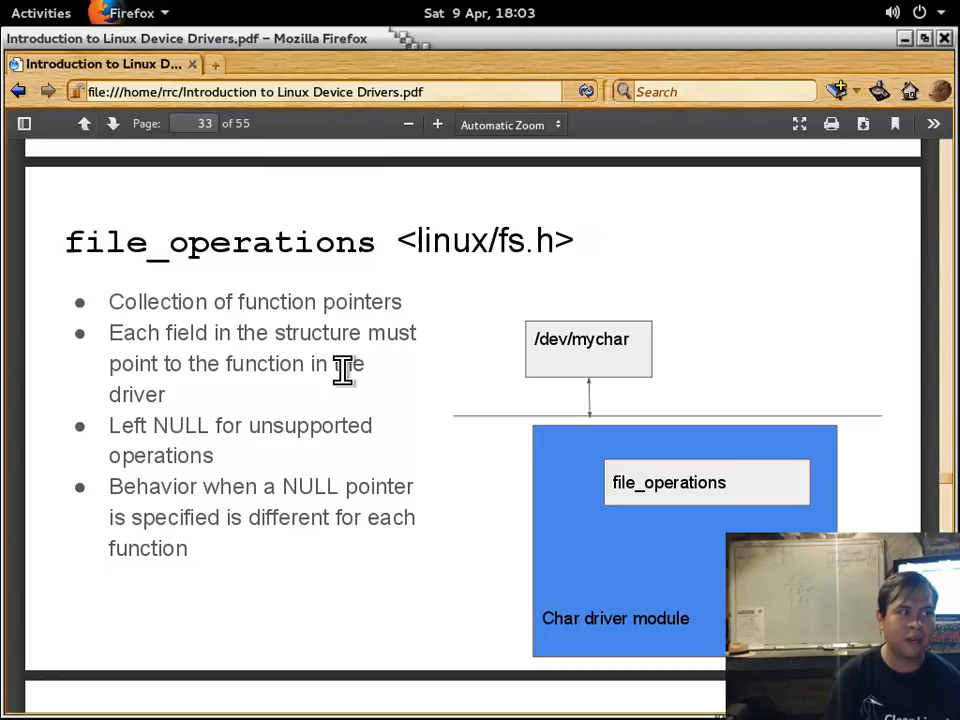 Activities Firefox Sat 9 Apr, 18:03
Introduction to Linux Device Drivers.pdf – Mozilla Firefox
Introduction to Linux D...
file:///home/rrc/Introduction to Linux Device Drivers.pdf Search
Page: 33 of 55 Automatic Zoom
file_operations <linux/fs.h>
● Collection of function pointers
● Each field in the structure must
point to the function in the
driver
● Left NULL for unsupported
operations
● Behavior when a NULL pointer
is specified is different for each
function
/dev/mychar
file_operations
Char driver module